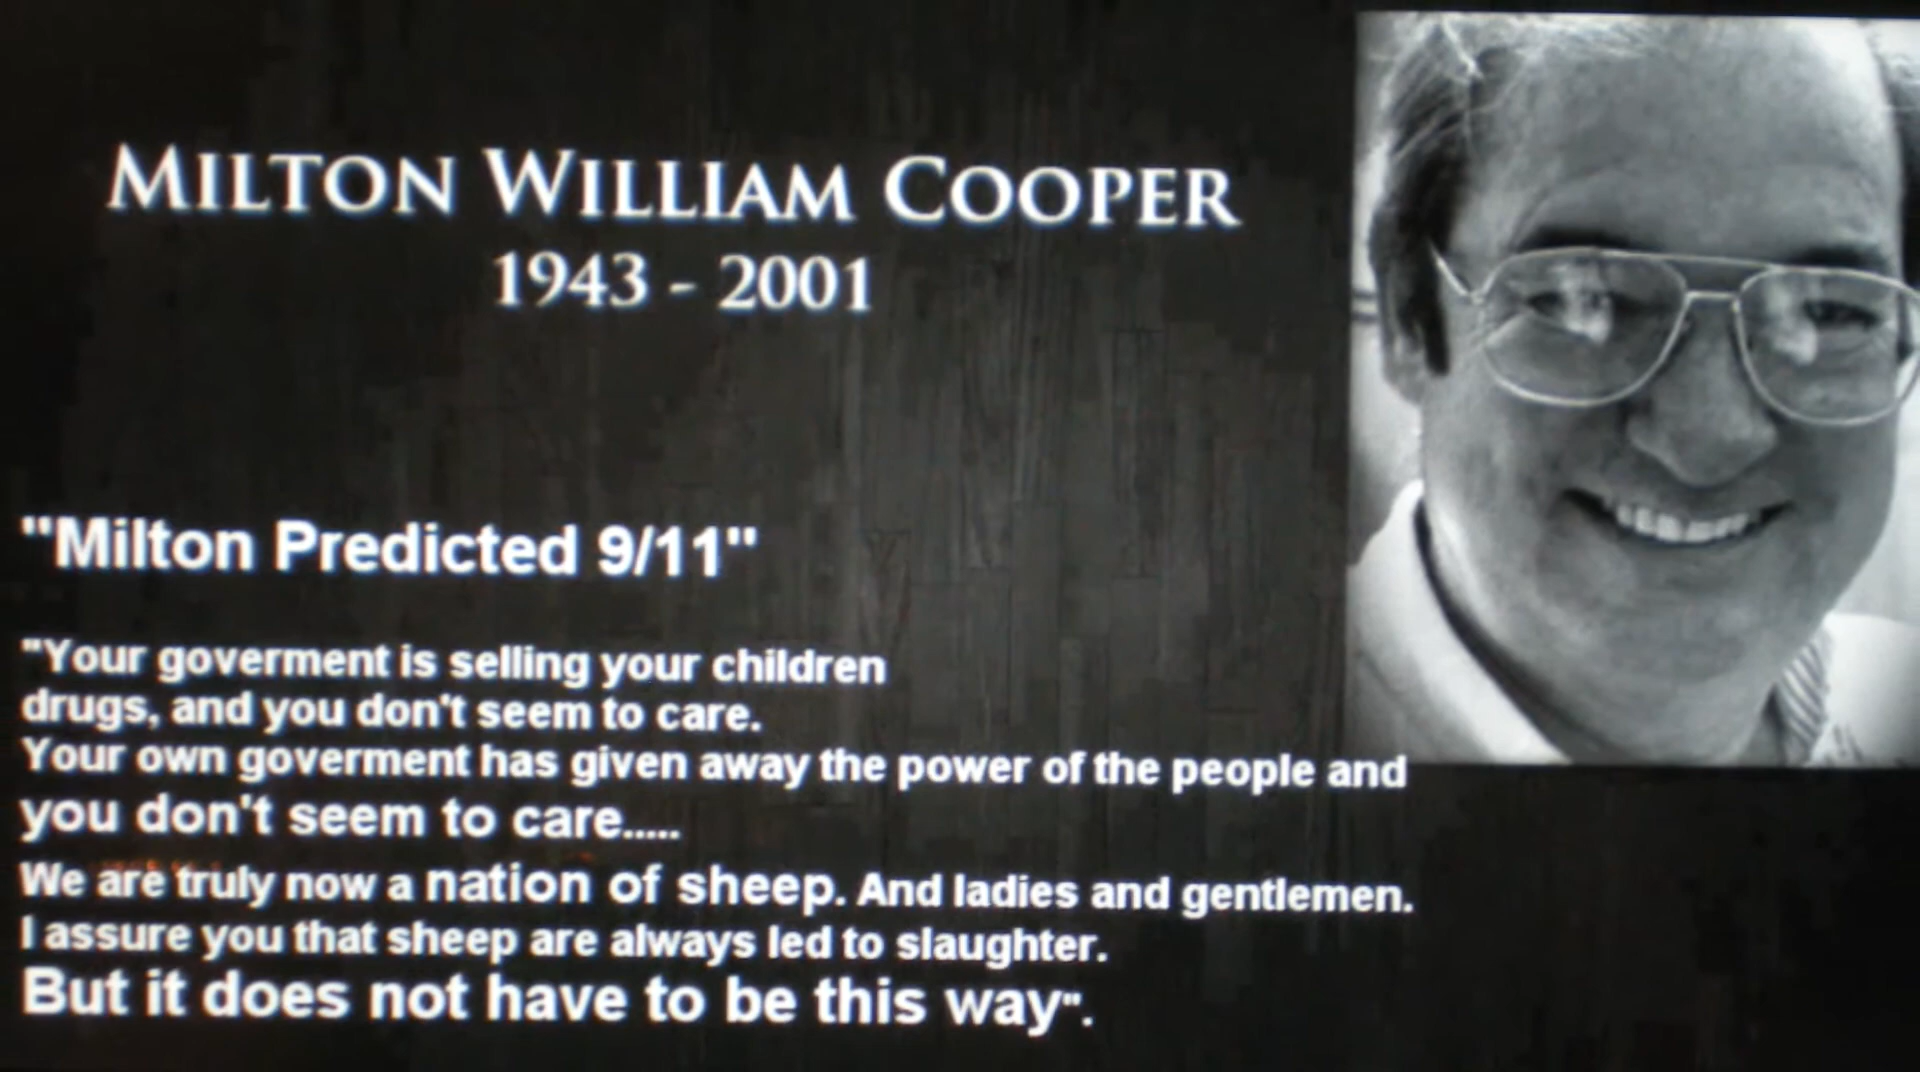 MILTON WILLIAM COOPER
1943 - 2001
"Milton Predicted 9/11"
"Your goverment is selling your children
drugs, and you don't seem to care.
Your own goverment has given away the power of the people and
you don't seem to care.....
We are truly now a nation of sheep. And ladies and gentlemen.
I assure you that sheep are always led to slaughter.
But it does not have to be this way".